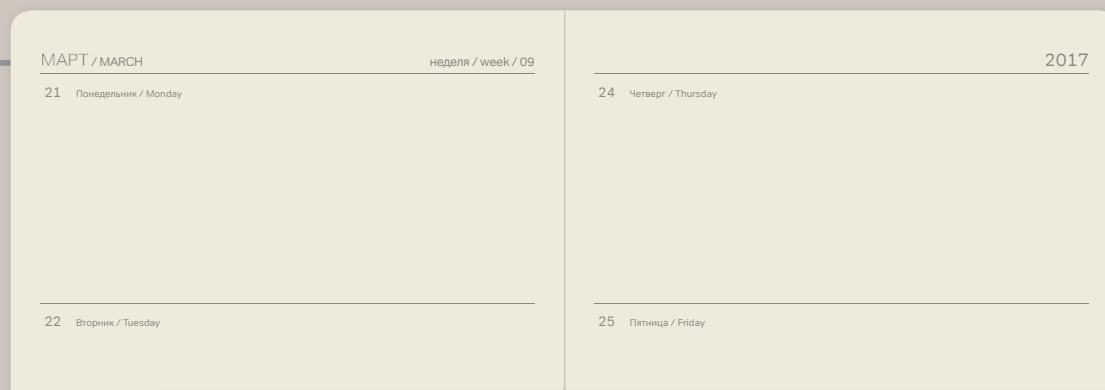 МАРТ / MARCH
неделя / week / 09
21 Понедельник / Monday
22 Вторник / Tuesday
2017
24 Четверг / Thursday
25 Пятница / Friday